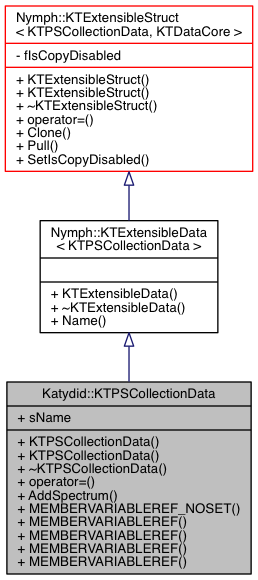 Nymph::KTExtensibleStruct
< KTPSCollectionData, KTDataCore >
- fIsCopyDisabled
+ KTExtensibleStruct()
+ KTExtensibleStruct()
+ ~KTExtensibleStruct()
+ operator=()
+ Clone()
+ Pull()
+ SetIsCopyDisabled()
Nymph::KTExtensibleData
< KTPSCollectionData >
+ KTExtensibleData()
+ ~KTExtensibleData()
+ Name()
Katydid::KTPSCollectionData
+ sName
+ KTPSCollectionData()
+ KTPSCollectionData()
+ ~KTPSCollectionData()
+ operator=()
+ AddSpectrum()
+ MEMBERVARIABLEREF_NOSET()
+ MEMBERVARIABLEREF()
+ MEMBERVARIABLEREF()
+ MEMBERVARIABLEREF()
+ MEMBERVARIABLEREF()